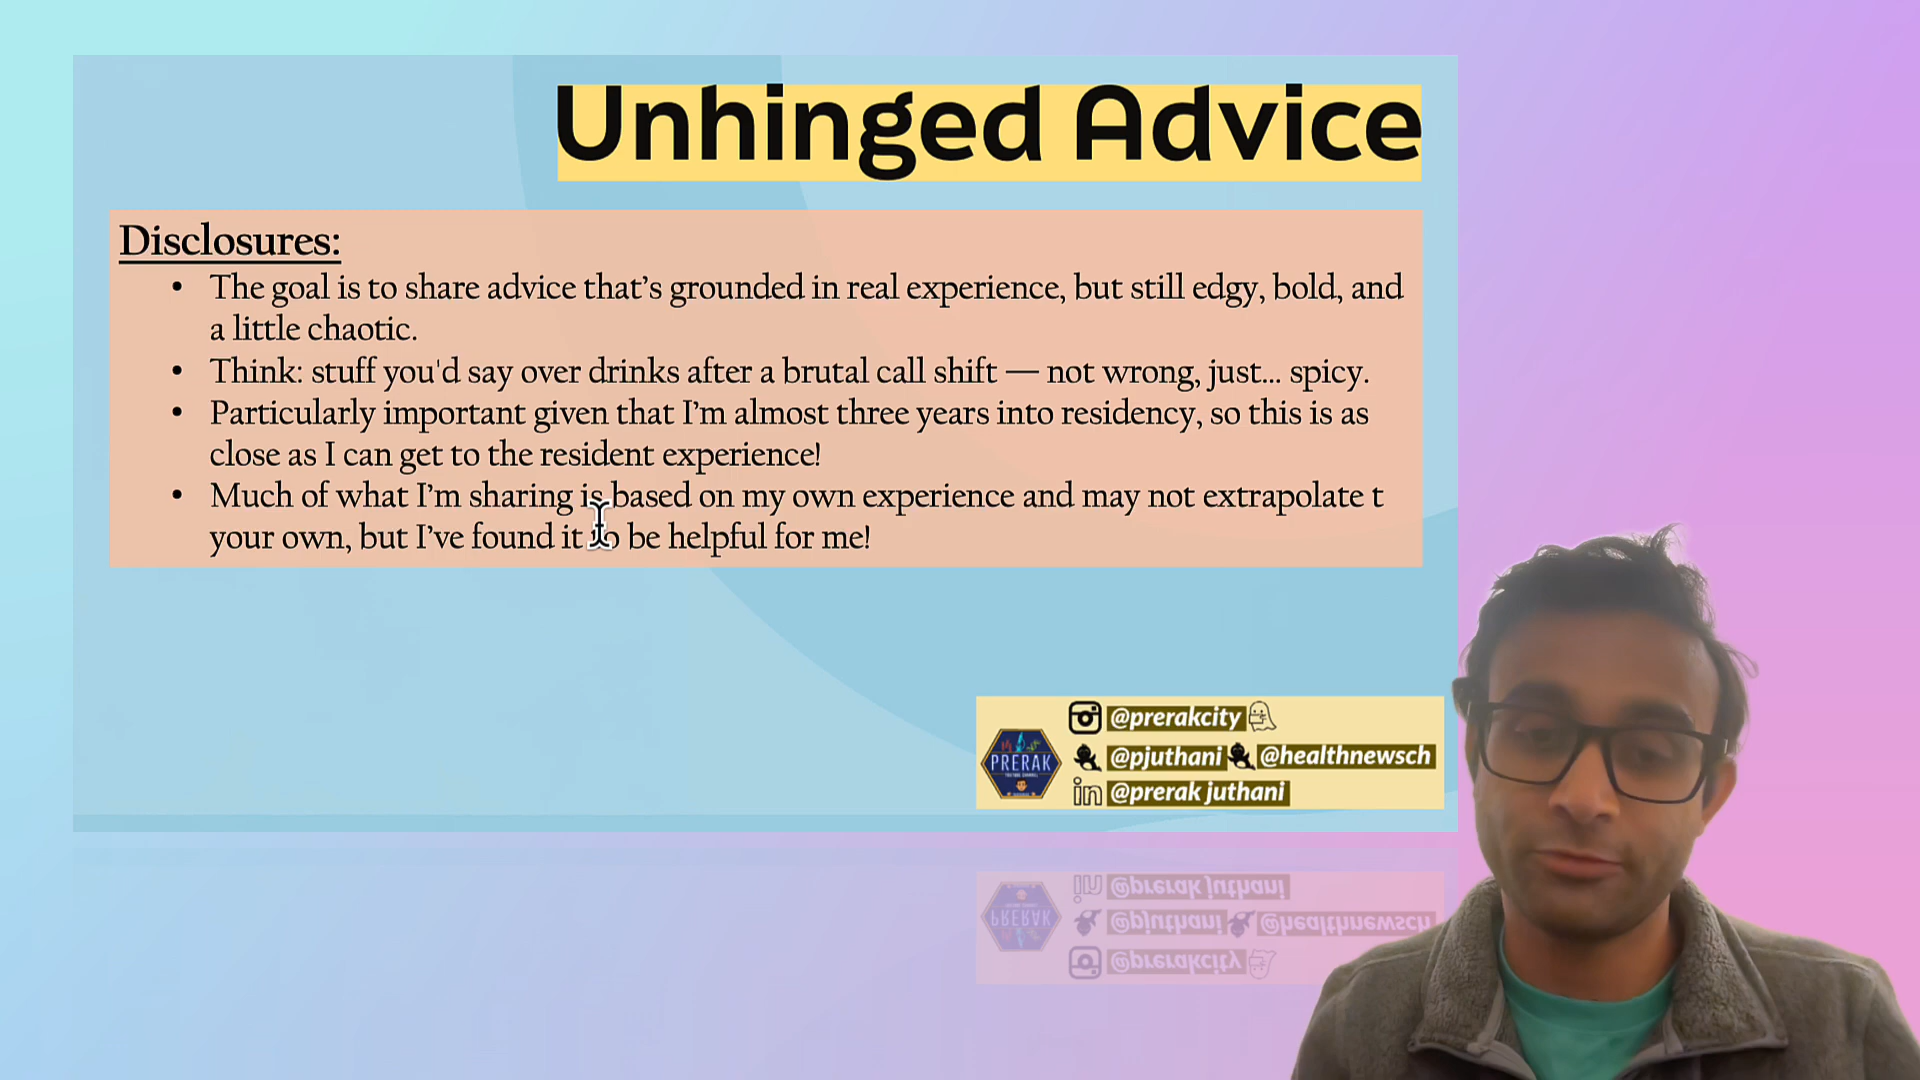 Unhinged Advice
Disclosures:
• The goal is to share advice that’s grounded in real experience, but still edgy, bold, and
a little chaotic.
• Think: stuff you'd say over drinks after a brutal call shift — not wrong, just... spicy.
• Particularly important given that I’m almost three years into residency, so this is as
close as I can get to the resident experience!
• Much of what I’m sharing is based on my own experience and may not extrapolate t
your own, but I’ve found it to be helpful for me!
@prerakcity
@pjuthani @healthnewsch
PRERAK
in @prerak juthani